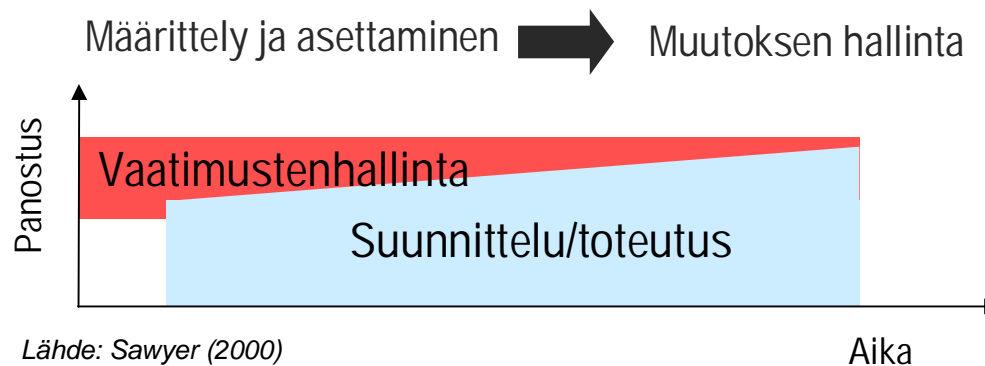 Määrittely ja asettaminen
Muutoksen hallinta
Panostus
Vaatimustenhallinta
Suunnittelu/toteutus
Lähde: Sawyer (2000)
Aika